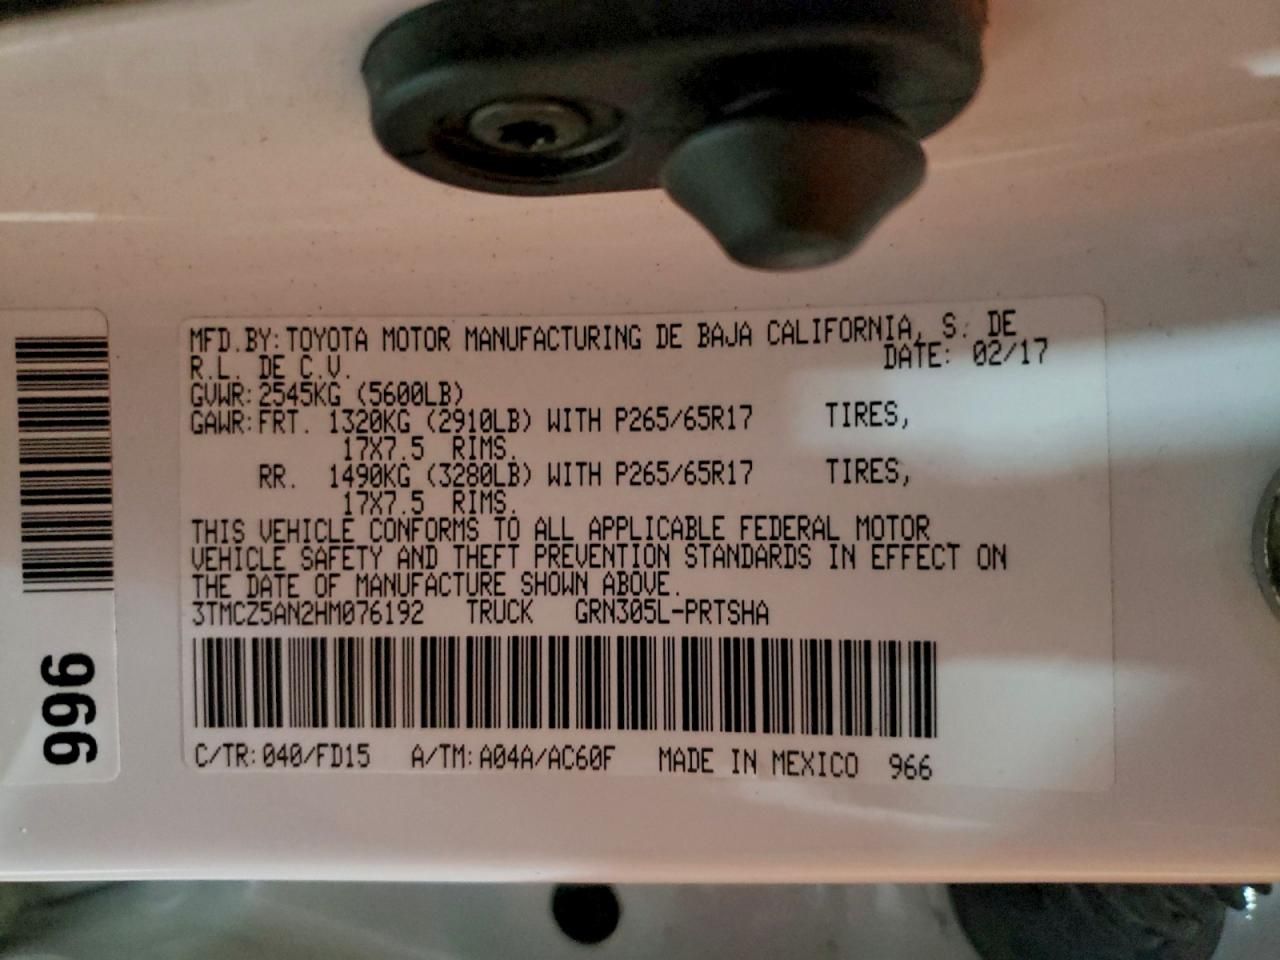 MFD.BY:TOYOTA MOTOR MANUFACTURING DE BAJA CALIFORNIA, S. DE
R.L. DE C.V. DATE: 02/17
GVWR:2545KG (5600LB)
GAWR:FRT. 1320KG (2910LB) WITH P265/65R17 TIRES,
17X7.5 RIMS.
RR. 1490KG (3280LB) WITH P265/65R17 TIRES,
17X7.5 RIMS.
THIS VEHICLE CONFORMS TO ALL APPLICABLE FEDERAL MOTOR
VEHICLE SAFETY AND THEFT PREVENTION STANDARDS IN EFFECT ON
THE DATE OF MANUFACTURE SHOWN ABOVE.
3TMCZ5AN2HM076192 TRUCK GRN305L-PRTSHA
C/TR:040/FD15 A/TM:A04A/AC60F MADE IN MEXICO 966
966